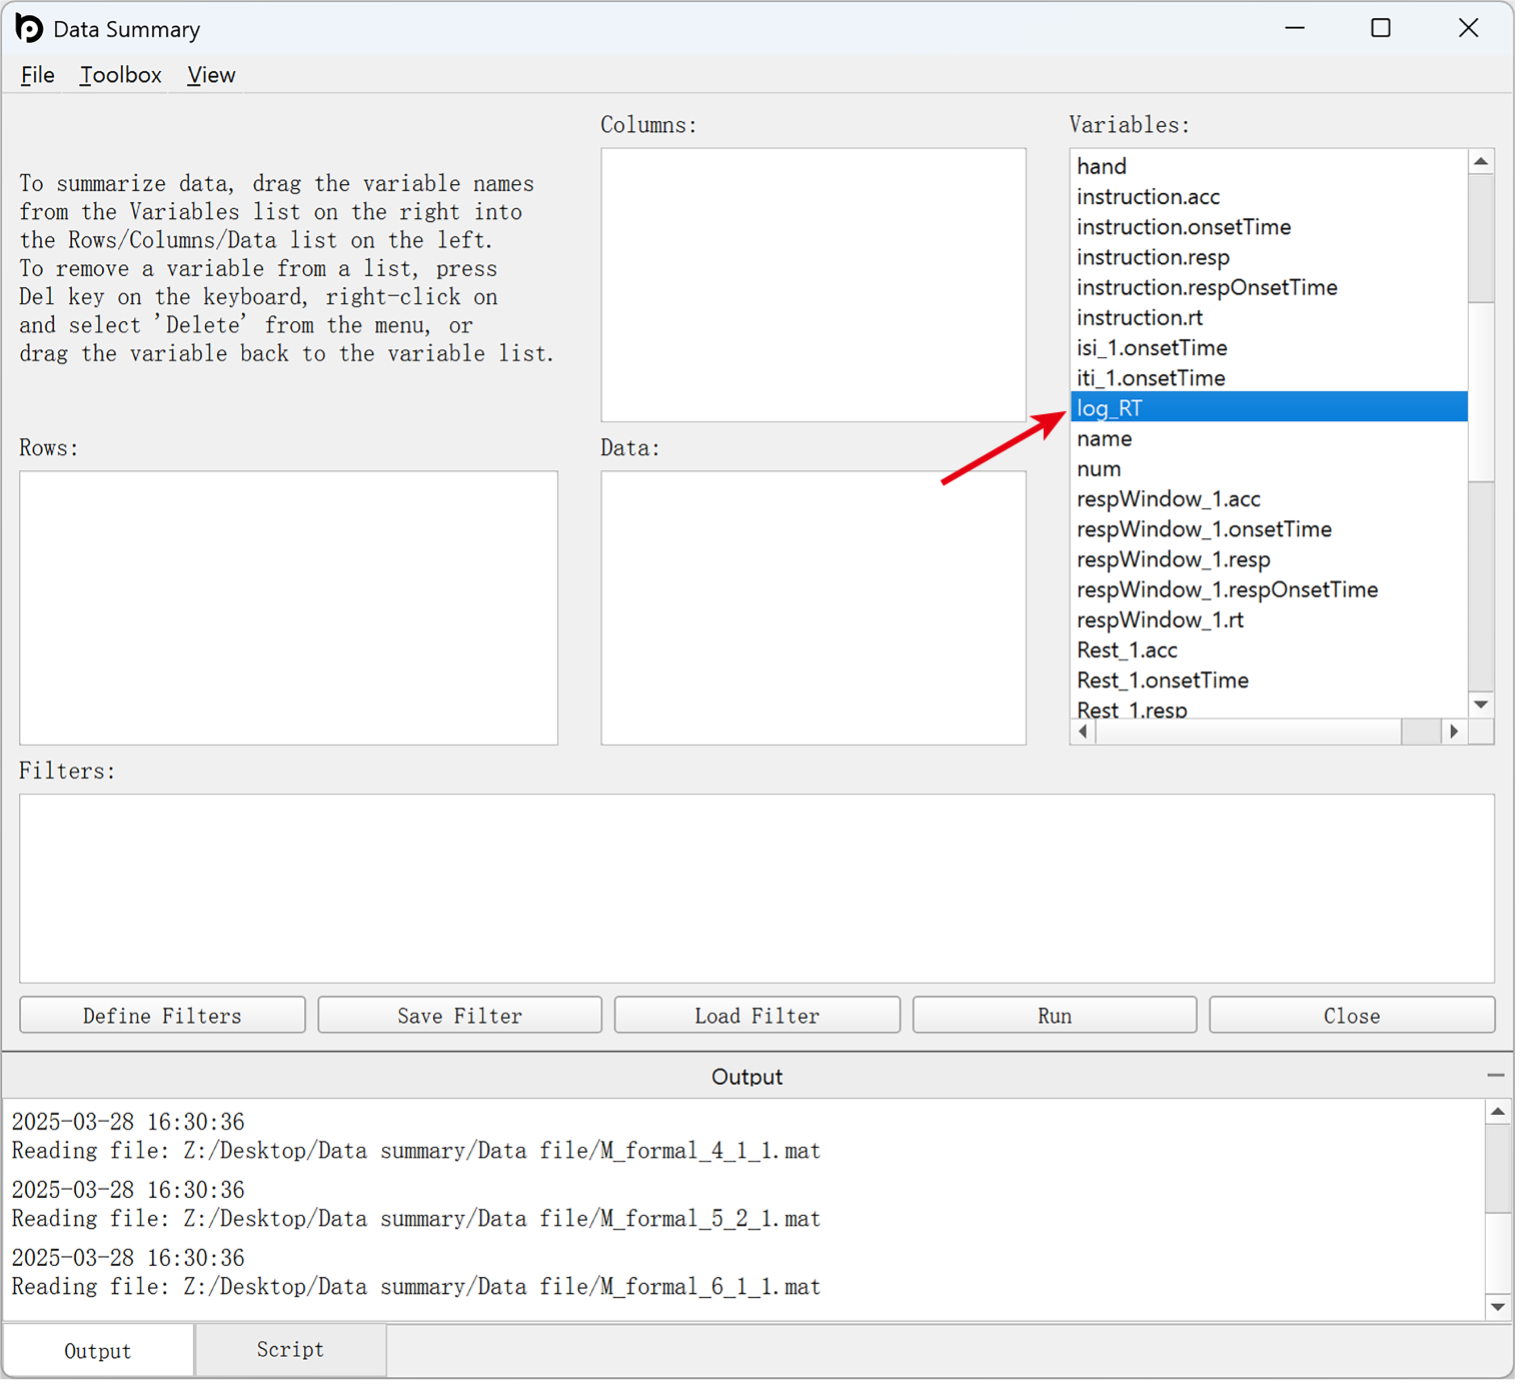 Data Summary
File Toolbox View
To summarize data, drag the variable names
from the Variables list on the right into
the Rows/Columns/Data list on the left.
To remove a variable from a list, press
Del key on the keyboard, right-click on
and select 'Delete' from the menu, or
drag the variable back to the variable list.
Columns:
Variables:
hand
instruction.acc
instruction.onsetTime
instruction.resp
instruction.respOnsetTime
instruction.rt
isi_1.onsetTime
iti_1.onsetTime
log_RT
name
num
respWindow_1.acc
respWindow_1.onsetTime
respWindow_1.resp
respWindow_1.respOnsetTime
respWindow_1.rt
Rest_1.acc
Rest_1.onsetTime
Rest_1.resp
Rows:
Data:
Filters:
Define Filters
Save Filter
Load Filter
Run
Close
Output
2025-03-28 16:30:36
Reading file: Z:/Desktop/Data summary/Data file/M_formal_4_1_1.mat
2025-03-28 16:30:36
Reading file: Z:/Desktop/Data summary/Data file/M_formal_5_2_1.mat
2025-03-28 16:30:36
Reading file: Z:/Desktop/Data summary/Data file/M_formal_6_1_1.mat
Output
Script